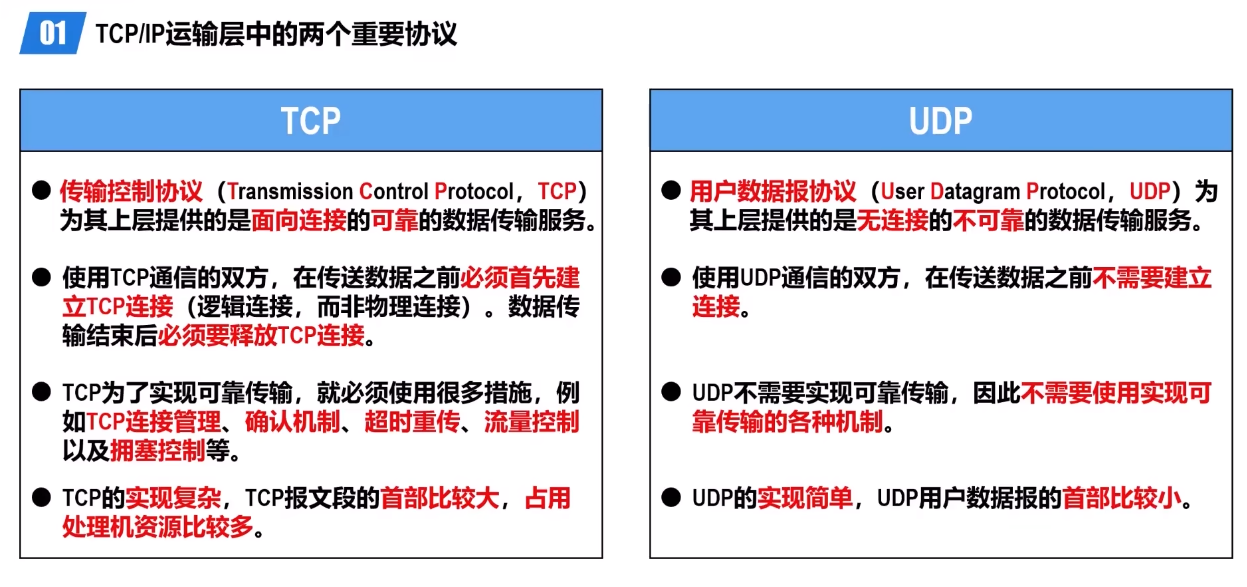 01 TCP/IP运输层中的两个重要协议
TCP
● 传输控制协议（Transmission Control Protocol，TCP）
为其上层提供的是面向连接的可靠的数据传输服务。
● 使用TCP通信的双方，在传送数据之前必须首先建
立TCP连接（逻辑连接，而非物理连接）。数据传
输结束后必须要释放TCP连接。
● TCP为了实现可靠传输，就必须使用很多措施，例
如TCP连接管理、确认机制、超时重传、流量控制
以及拥塞控制等。
● TCP的实现复杂，TCP报文段的首部比较大，占用
处理机资源比较多。
UDP
● 用户数据报协议（User Datagram Protocol，UDP）为
其上层提供的是无连接的不可靠的数据传输服务。
● 使用UDP通信的双方，在传送数据之前不需要建立
连接。
● UDP不需要实现可靠传输，因此不需要使用实现可
靠传输的各种机制。
● UDP的实现简单，UDP用户数据报的首部比较小。